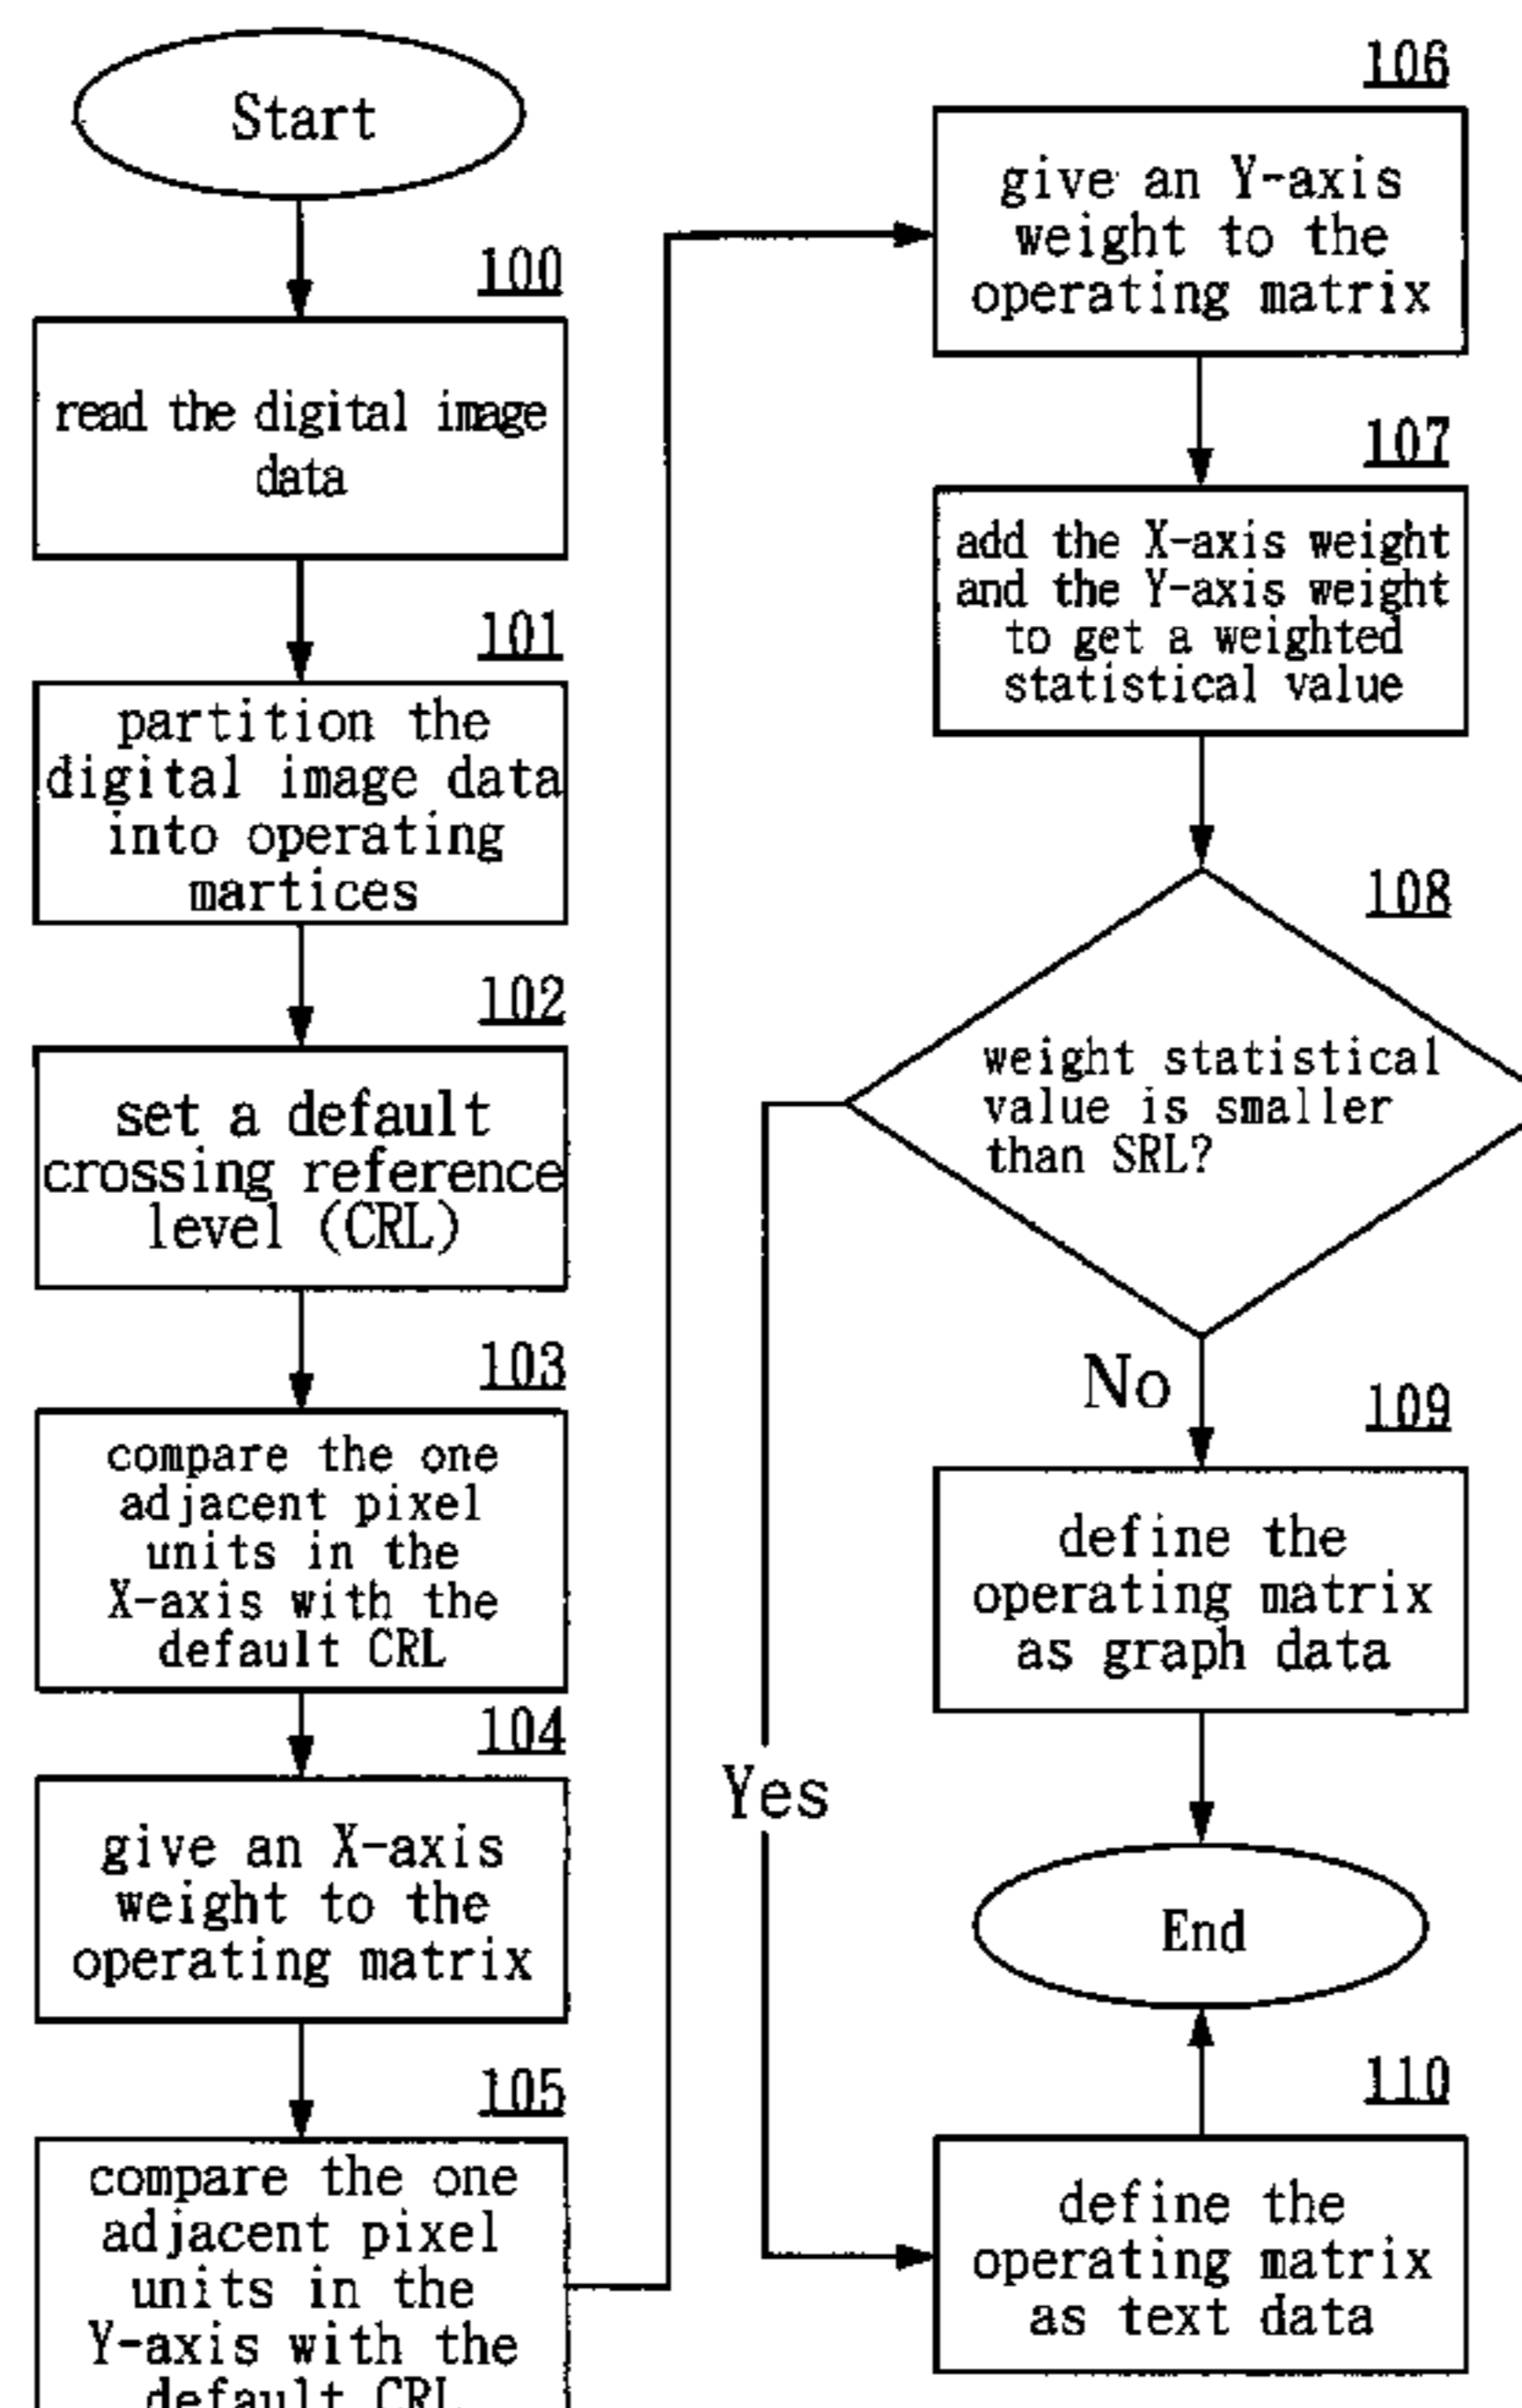 Start
100
read the digital image
data
101
partition the
digital image data
into operating
martices
102
set a default
crossing reference
level (CRL)
103
compare the one
adjacent pixel
units in the
X-axis with the
default CRL
104
give an X-axis
weight to the
operating matrix
105
compare the one
adjacent pixel
units in the
Y-axis with the
default CRL
106
give an Y-axis
weight to the
operating matrix
107
add the X-axis weight
and the Y-axis weight
to get a weighted
statistical value
108
weight statistical
value is smaller
than SRL?
No
109
define the
operating matrix
as graph data
Yes
End
110
define the
operating matrix
as text data